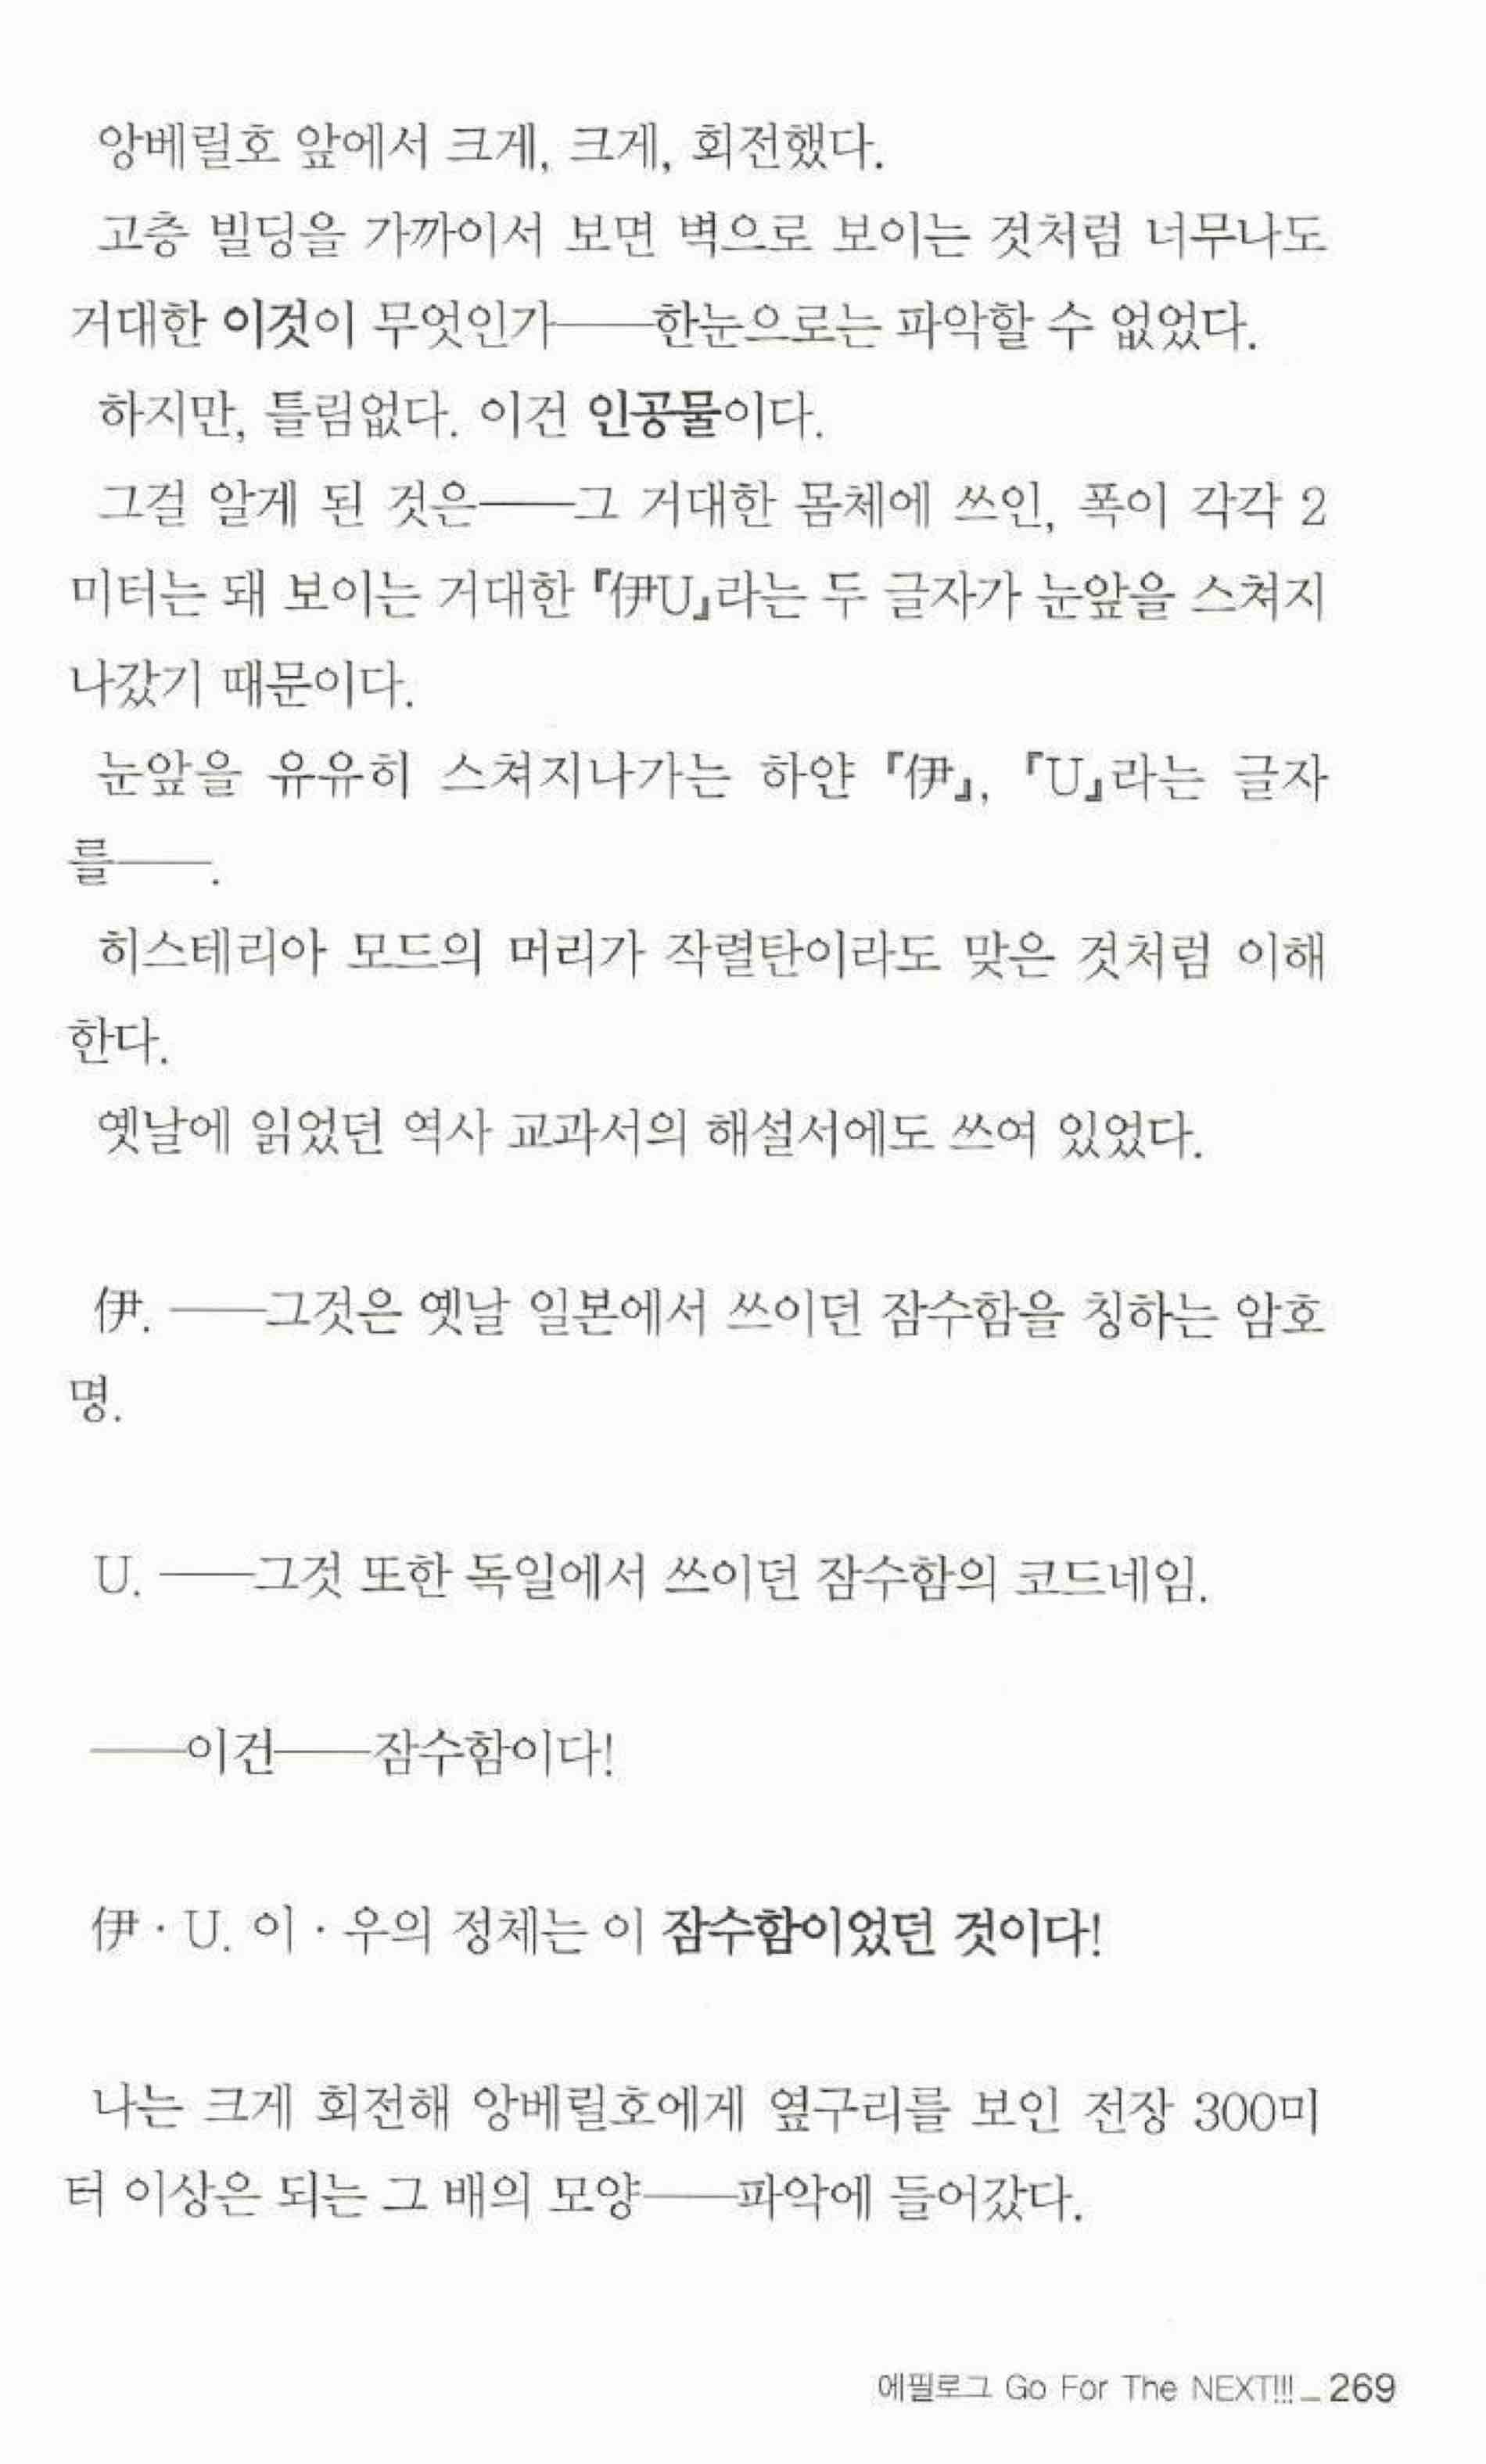 앙베릴호 앞에서 크게, 크게, 회전했다.
고층 빌딩을 가까이서 보면 벽으로 보이는 것처럼 너무나도
거대한 이것이 무엇인가――한눈으로는 파악할 수 없었다.
하지만, 틀림없다. 이건 인공물이다.
그걸 알게 된 것은――그 거대한 몸체에 쓰인, 폭이 각각 2
미터는 돼 보이는 거대한 『伊U』라는 두 글자가 눈앞을 스쳐지
나갔기 때문이다.
눈앞을 유유히 스쳐지나가는 하얀 『伊』, 『U』라는 글자
를――.
히스테리아 모드의 머리가 작렬탄이라도 맞은 것처럼 이해
한다.
옛날에 읽었던 역사 교과서의 해설서에도 쓰여 있었다.
伊. ――그것은 옛날 일본에서 쓰이던 잠수함을 칭하는 암호
명.
U. ――그것 또한 독일에서 쓰이던 잠수함의 코드네임.
――이건――잠수함이다!
伊·U. 이·우의 정체는 이 잠수함이었던 것이다!
나는 크게 회전해 앙베릴호에게 옆구리를 보인 전장 300미
터 이상은 되는 그 배의 모양――파악에 들어갔다.
에필로그 Go For The NEXT!!! _ 269